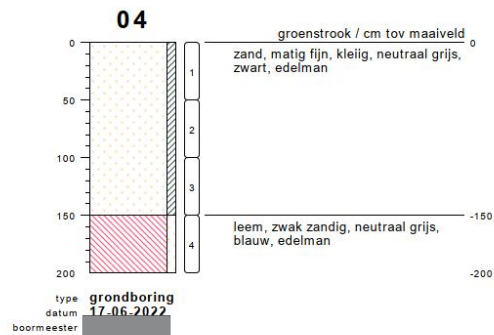 04
groenstrook / cm tov maaiveld
0
0
zand, matig fijn, kleiig, neutraal grijs,
zwart, edelman
1
50
2
100
3
150
-150
leem, zwak zandig, neutraal grijs,
blauw, edelman
4
200
-200
type grondboring
datum 17-06-2022
boormeester